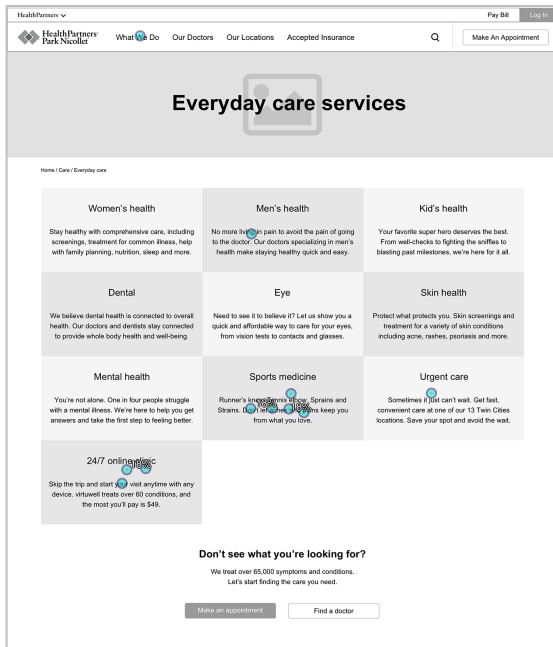 HealthPartners
Pay Bill
Log In
HealthPartners®
Park Nicollet
What We Do
Our Doctors
Our Locations
Accepted Insurance
Make An Appointment
Everyday care services
Home / Care / Everyday care
Women's health
Stay healthy with comprehensive care, including
screenings, treatment for common illness, help
with family planning, nutrition, sleep and more.
Men's health
No more living in pain to avoid the pain of going
to the doctor. Our doctors specializing in men's
health make staying healthy quick and easy.
Kid's health
Your favorite super hero deserves the best.
From well-checks to fighting the sniffles to
blasting past milestones, we're here for it all.
Dental
We believe dental health is connected to overall
health. Our doctors and dentists stay connected
to provide whole body health and well-being.
Eye
Need to see it to believe it? Let us show you a
quick and affordable way to care for your eyes,
from vision tests to contacts and glasses.
Skin health
Protect what protects you. Skin screenings and
treatment for a variety of skin conditions
including acne, rashes, psoriasis and more.
Mental health
You're not alone. One in four people struggle
with a mental illness. We're here to help you get
answers and take the first step to feeling better.
Sports medicine
Runner's Tennis elbow. Sprains and
Strains. Don't let keep you
from what you love.
Urgent care
Sometimes it just can't wait. Get fast,
convenient care at one of our 13 Twin Cities
locations. Save your spot and avoid the wait.
24/7 online clinic
Skip the trip and start your visit anytime with any
device. virtuwell treats over 60 conditions, and
the most you'll pay is $49.
Don't see what you're looking for?
We treat over 65,000 symptoms and conditions.
Let's start finding the care you need.
Make an appointment
Find a doctor